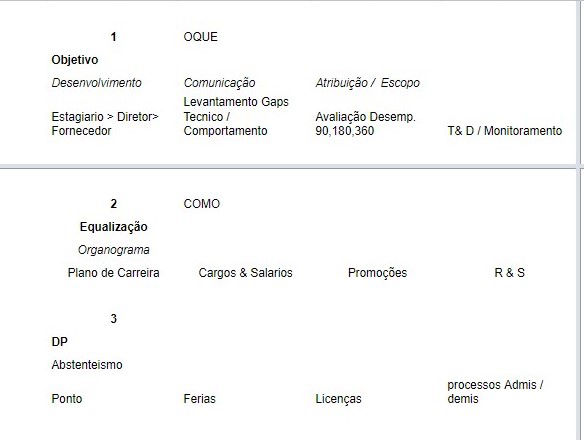 1 OQUE
Objetivo
Desenvolvimento Comunicação Atribuição / Escopo
Estagiario > Diretor> Fornecedor
Levantamento Gaps Tecnico / Comportamento
Avaliação Desemp. 90,180,360
T& D / Monitoramento
2 COMO
Equalização
Organograma
Plano de Carreira Cargos & Salarios Promoções R & S
3
DP
Abstenteismo
Ponto Ferias Licenças processos Admis / demis